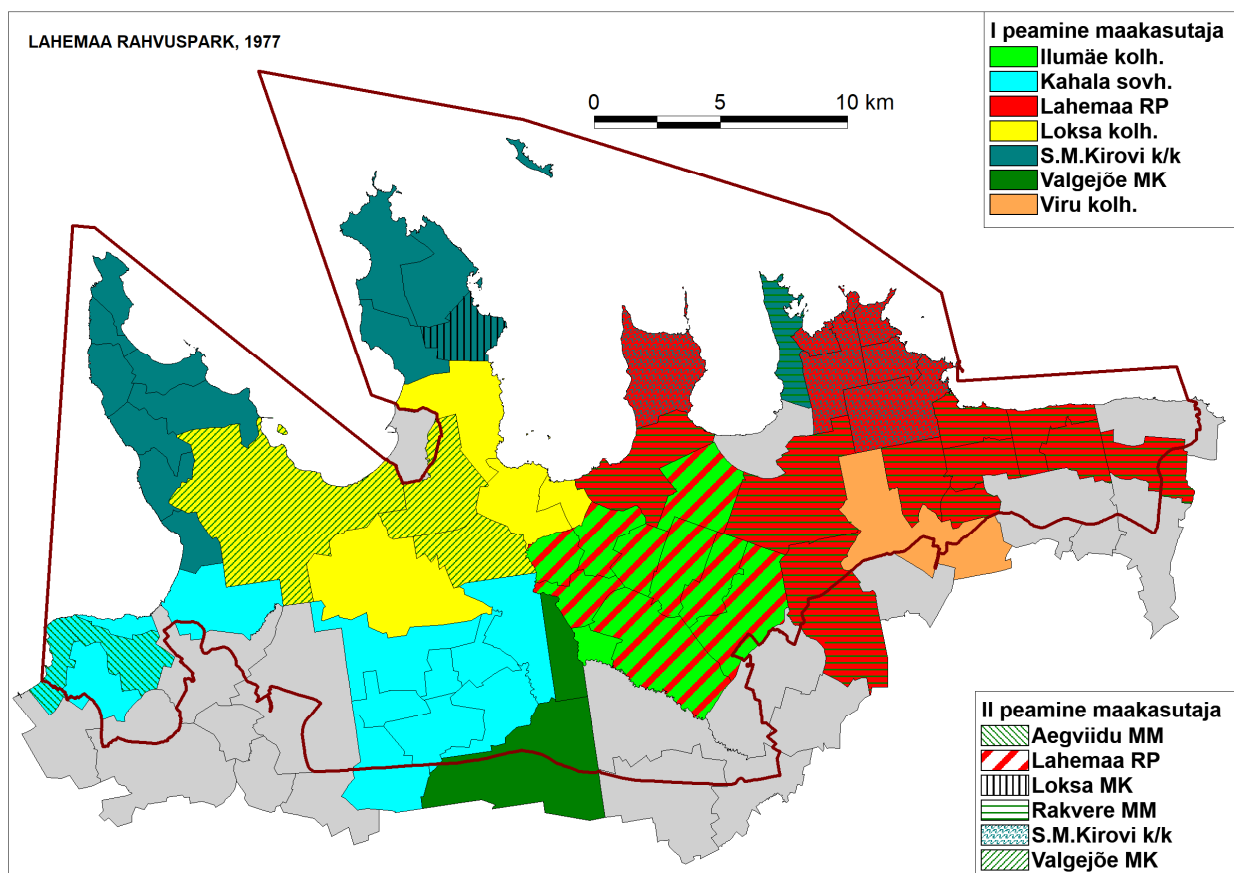 LAHEMAA RAHVUSPARK, 1977
0 5 10 km
I peamine maakasutaja
Ilumäe kolh.
Kahala sovh.
Lahemaa RP
Loksa kolh.
S.M.Kirovi k/k
Valgejõe MK
Viru kolh.
II peamine maakasutaja
Aegviidu MM
Lahemaa RP
Loksa MK
Rakvere MM
S.M.Kirovi k/k
Valgejõe MK